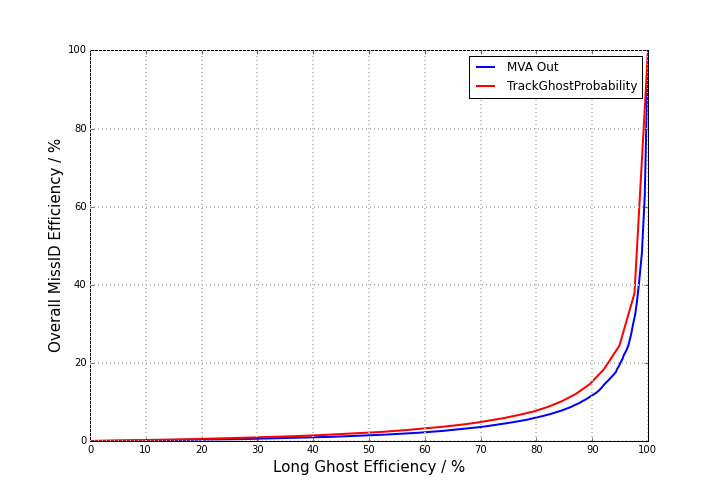 100
80
60
40
20
0
Overall MissID Efficiency / %
MVA Out
TrackGhostProbability
0 10 20 30 40 50 60 70 80 90 100
Long Ghost Efficiency / %